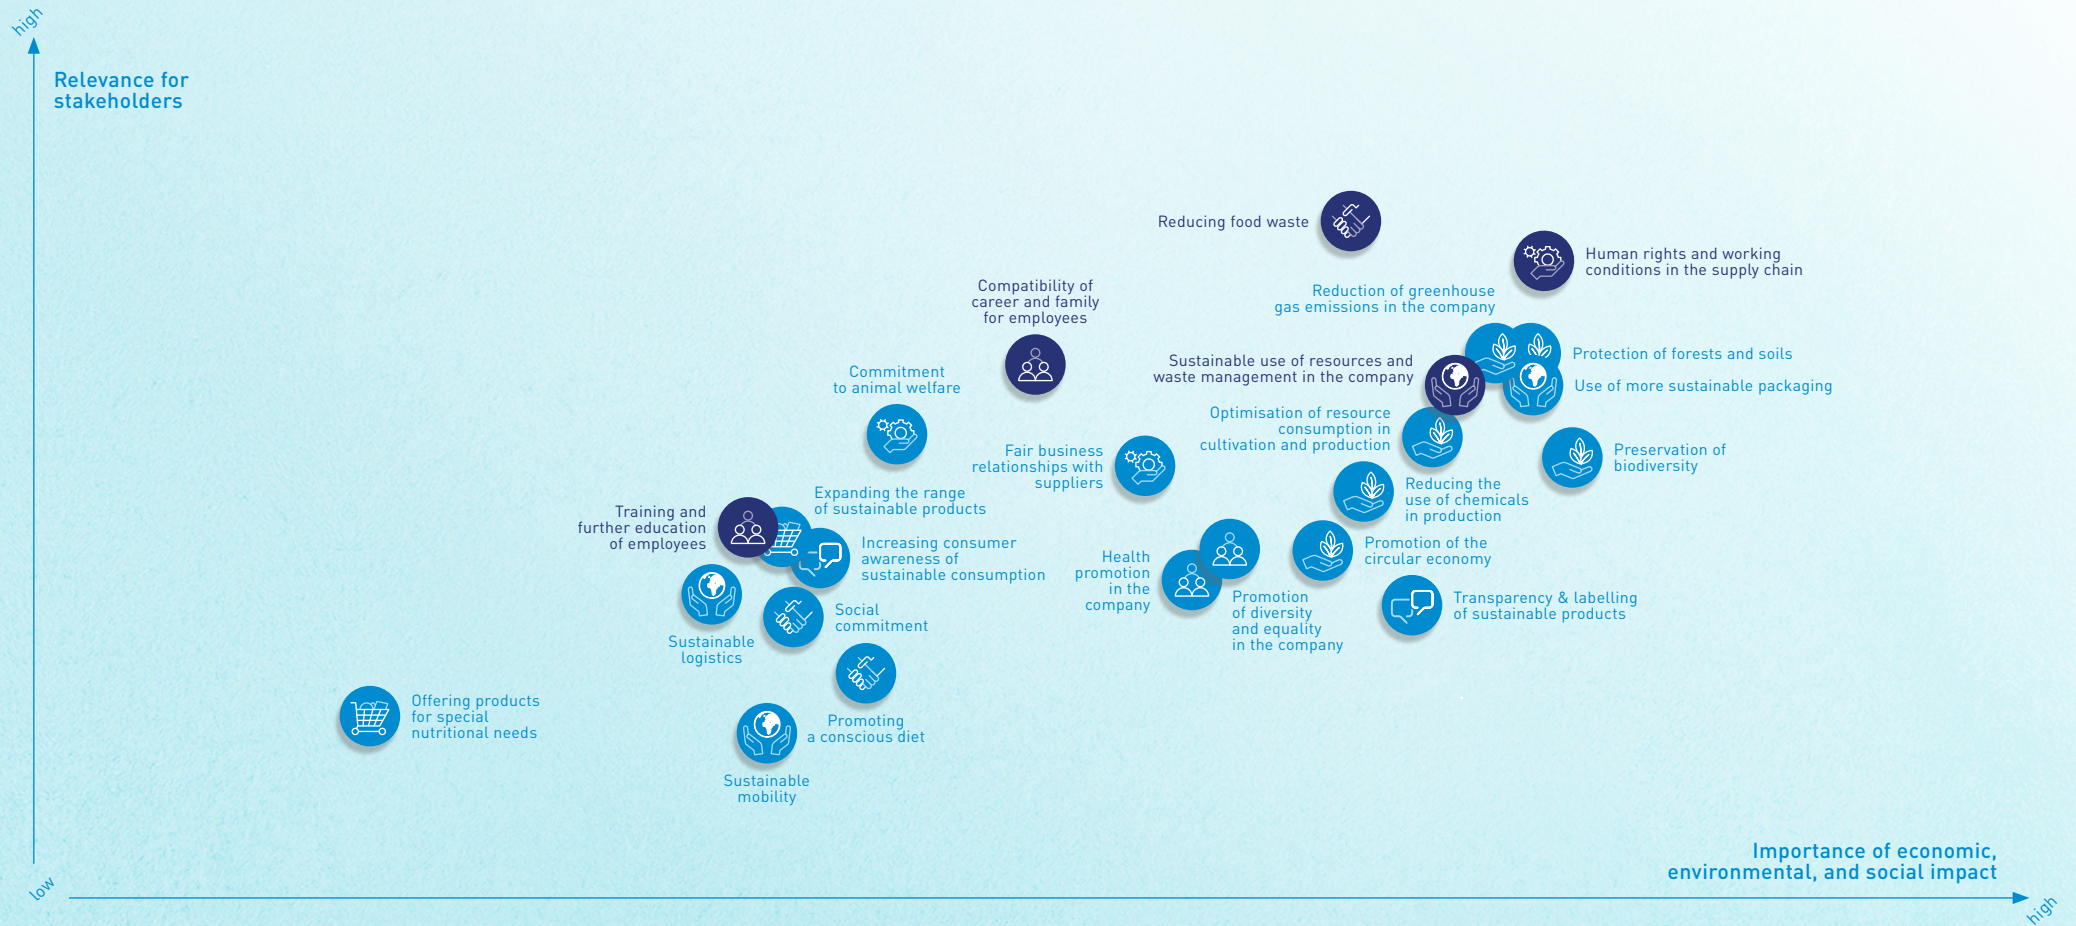 high
Relevance for
stakeholders
Reducing food waste
Human rights and working
conditions in the supply chain
Compatibility of
career and family
for employees
Reduction of greenhouse
gas emissions in the company
Protection of forests and soils
Sustainable use of resources and
waste management in the company
Use of more sustainable packaging
Commitment
to animal welfare
Optimisation of resource
consumption in
cultivation and production
Fair business
relationships with
suppliers
Preservation of
biodiversity
Reducing the
use of chemicals
in production
Expanding the range
of sustainable products
Training and
further education
of employees
Increasing consumer
awareness of
sustainable consumption
Health
promotion
in the
company
Promotion of the
circular economy
Promotion
of diversity
and equality
in the company
Transparency & labelling
of sustainable products
Social
commitment
Sustainable
logistics
Offering products
for special
nutritional needs
Promoting
a conscious diet
Sustainable
mobility
Importance of economic,
environmental, and social impact
low
high